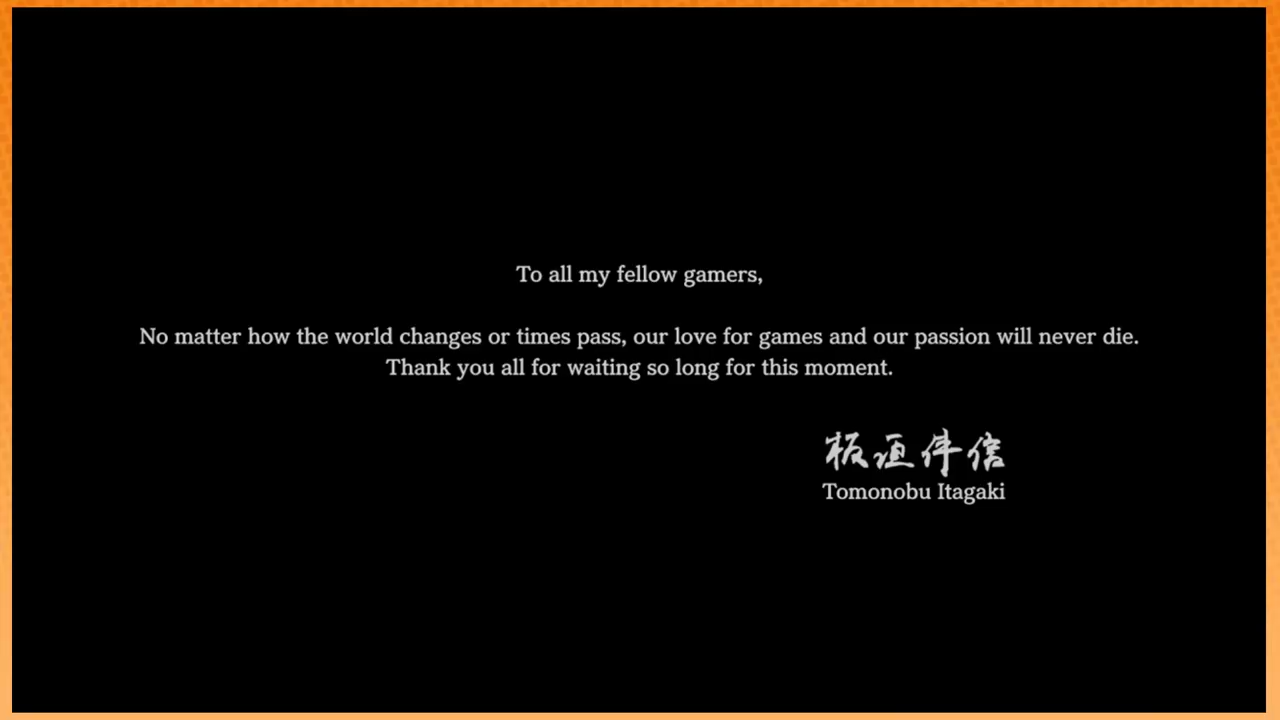 To all my fellow gamers,
No matter how the world changes or times pass, our love for games and our passion will never die.
Thank you all for waiting so long for this moment.
板垣伴信
Tomonobu Itagaki